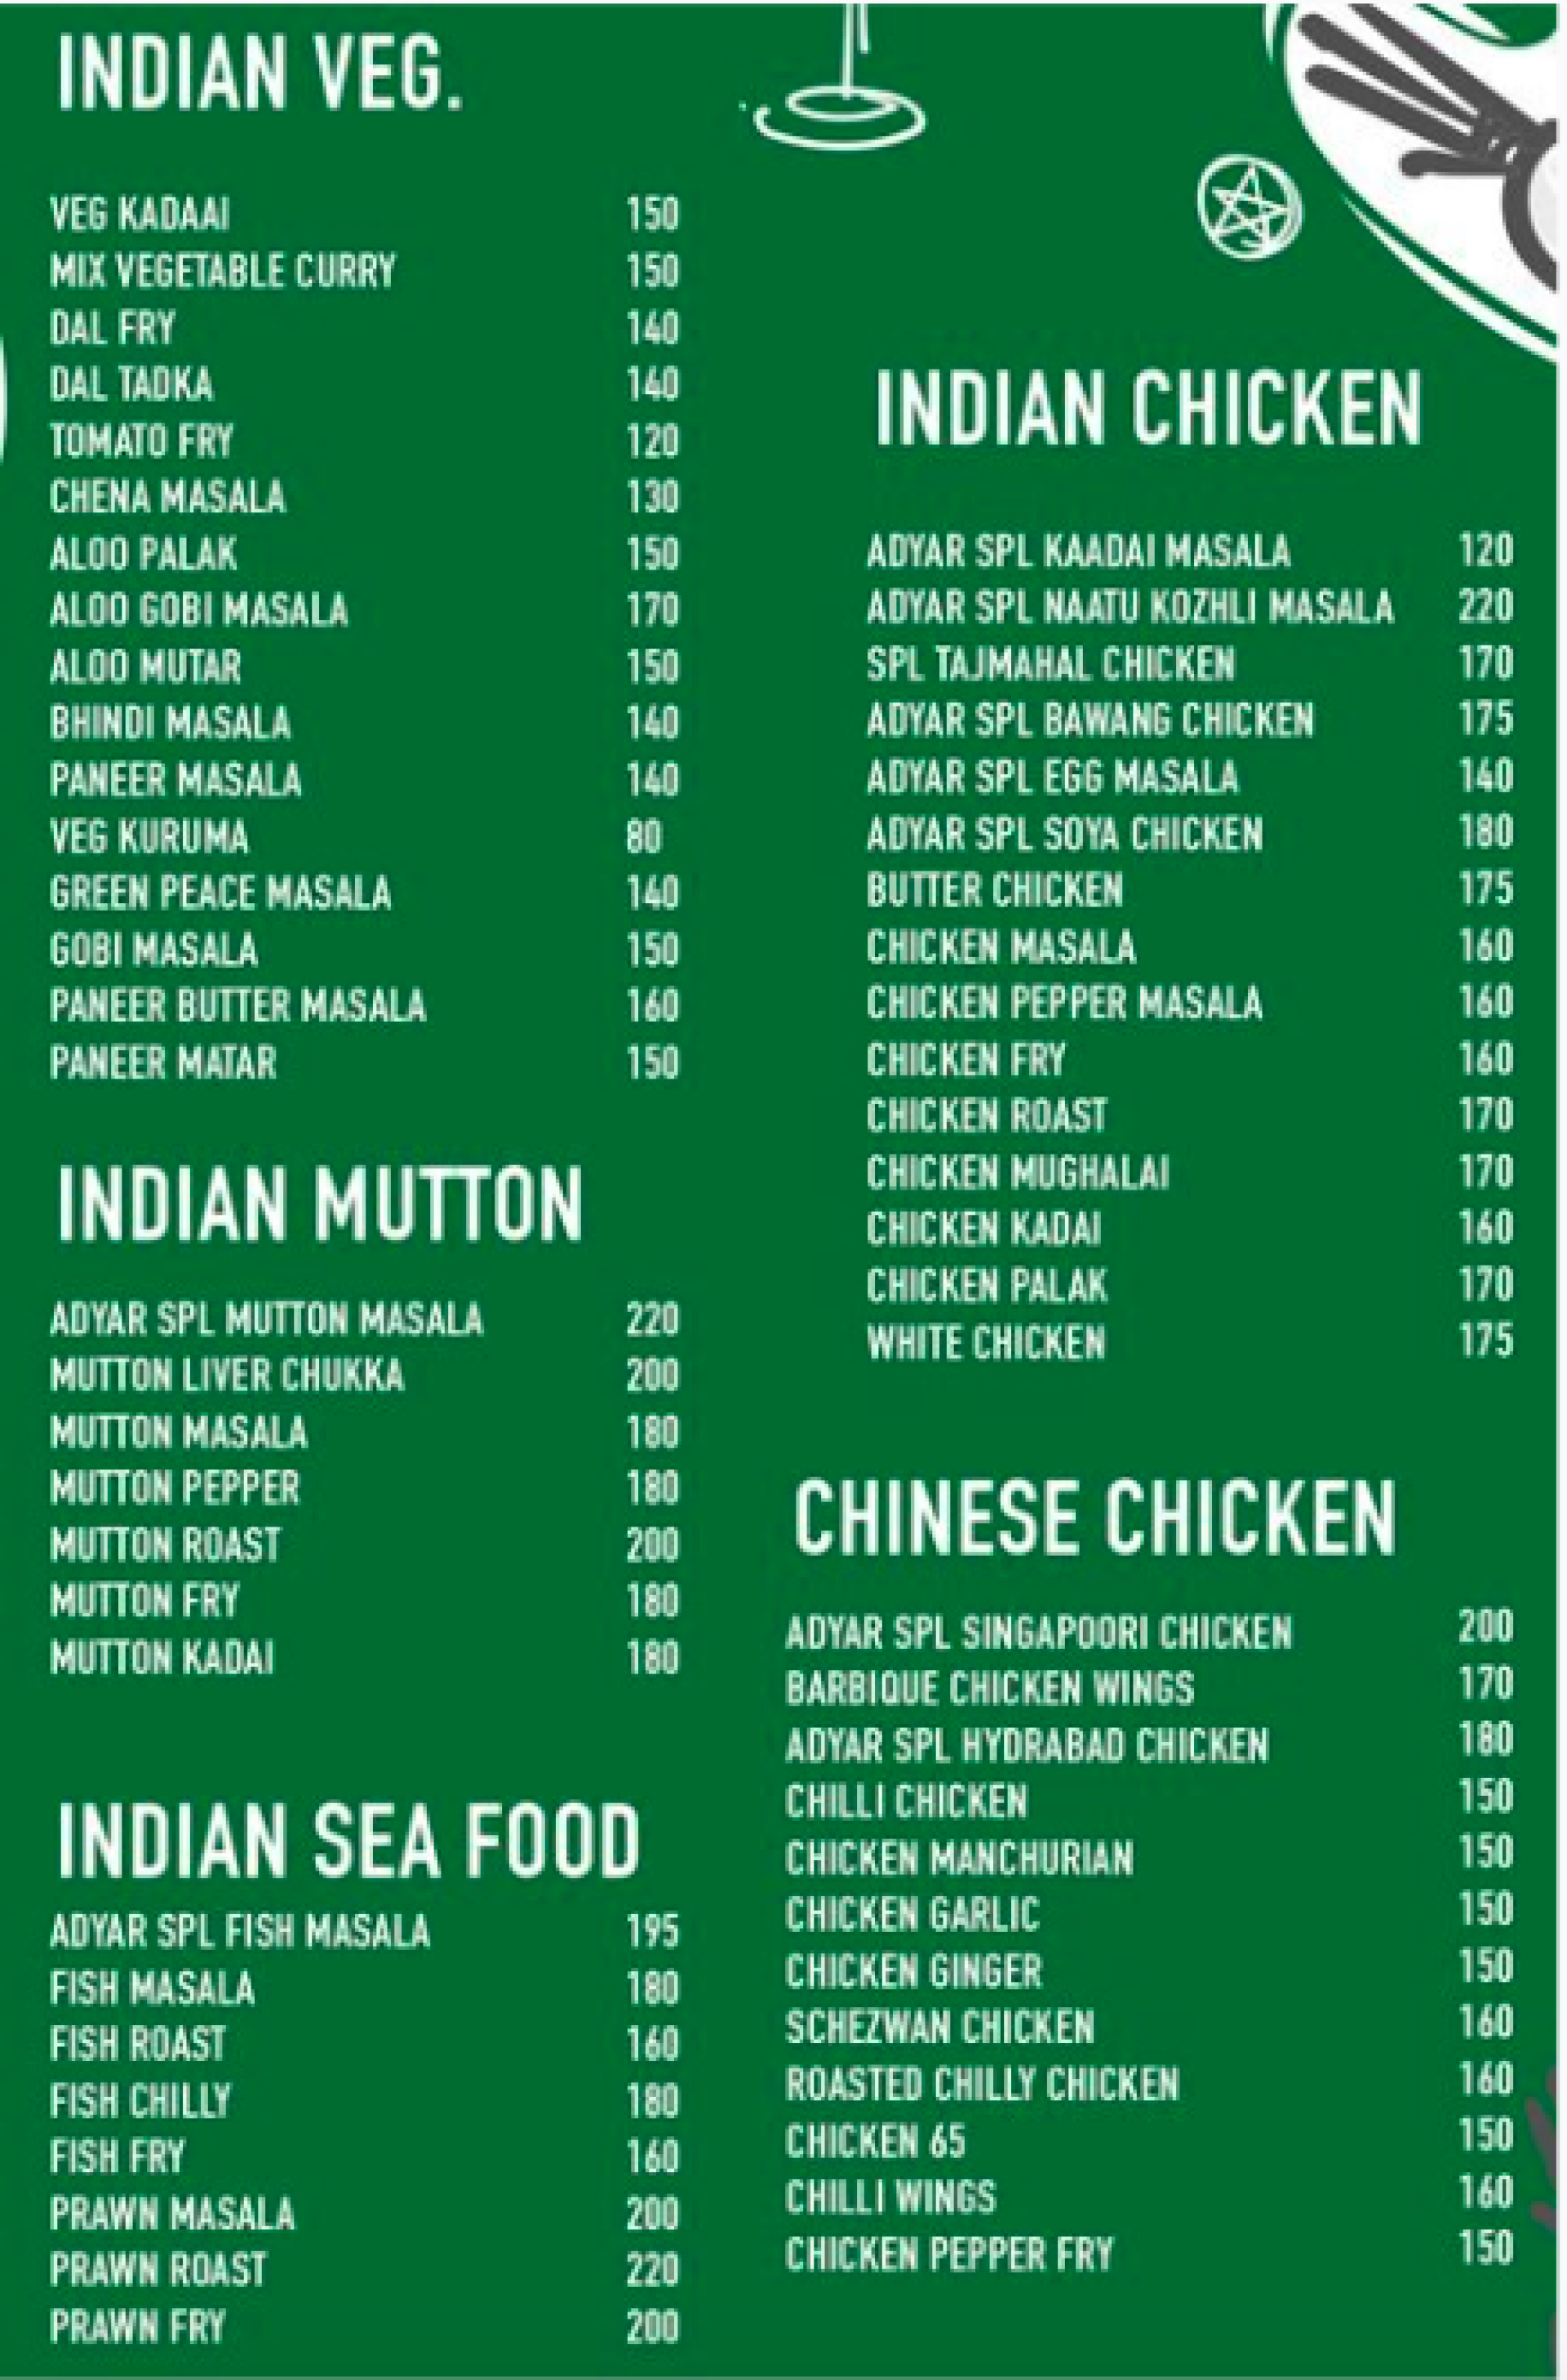 INDIAN VEG.
VEG KADAAI 150
MIX VEGETABLE CURRY 150
DAL FRY 140
DAL TADKA 140
TOMATO FRY 120
CHENA MASALA 130
ALOO PALAK 150
ALOO GOBI MASALA 170
ALOO MUTAR 150
BHINDI MASALA 140
PANEER MASALA 140
VEG KURUMA 80
GREEN PEACE MASALA 140
GOBI MASALA 150
PANEER BUTTER MASALA 160
PANEER MATAR 150
INDIAN MUTTON
ADYAR SPL MUTTON MASALA 220
MUTTON LIVER CHUKKA 200
MUTTON MASALA 180
MUTTON PEPPER 180
MUTTON ROAST 200
MUTTON FRY 180
MUTTON KADAI 180
INDIAN SEA FOOD
ADYAR SPL FISH MASALA 195
FISH MASALA 180
FISH ROAST 160
FISH CHILLY 180
FISH FRY 160
PRAWN MASALA 200
PRAWN ROAST 220
PRAWN FRY 200
INDIAN CHICKEN
ADYAR SPL KAADAI MASALA 120
ADYAR SPL NAATU KOZHLI MASALA 220
SPL TAJMAHAL CHICKEN 170
ADYAR SPL BAWANG CHICKEN 175
ADYAR SPL EGG MASALA 140
ADYAR SPL SOYA CHICKEN 180
BUTTER CHICKEN 175
CHICKEN MASALA 160
CHICKEN PEPPER MASALA 160
CHICKEN FRY 160
CHICKEN ROAST 170
CHICKEN MUGHALAI 170
CHICKEN KADAI 160
CHICKEN PALAK 170
WHITE CHICKEN 175
CHINESE CHICKEN
ADYAR SPL SINGAPOORI CHICKEN 200
BARBIQUE CHICKEN WINGS 170
ADYAR SPL HYDRABAD CHICKEN 180
CHILLI CHICKEN 150
CHICKEN MANCHURIAN 150
CHICKEN GARLIC 150
CHICKEN GINGER 150
SCHEZWAN CHICKEN 160
ROASTED CHILLY CHICKEN 160
CHICKEN 65 150
CHILLI WINGS 160
CHICKEN PEPPER FRY 150